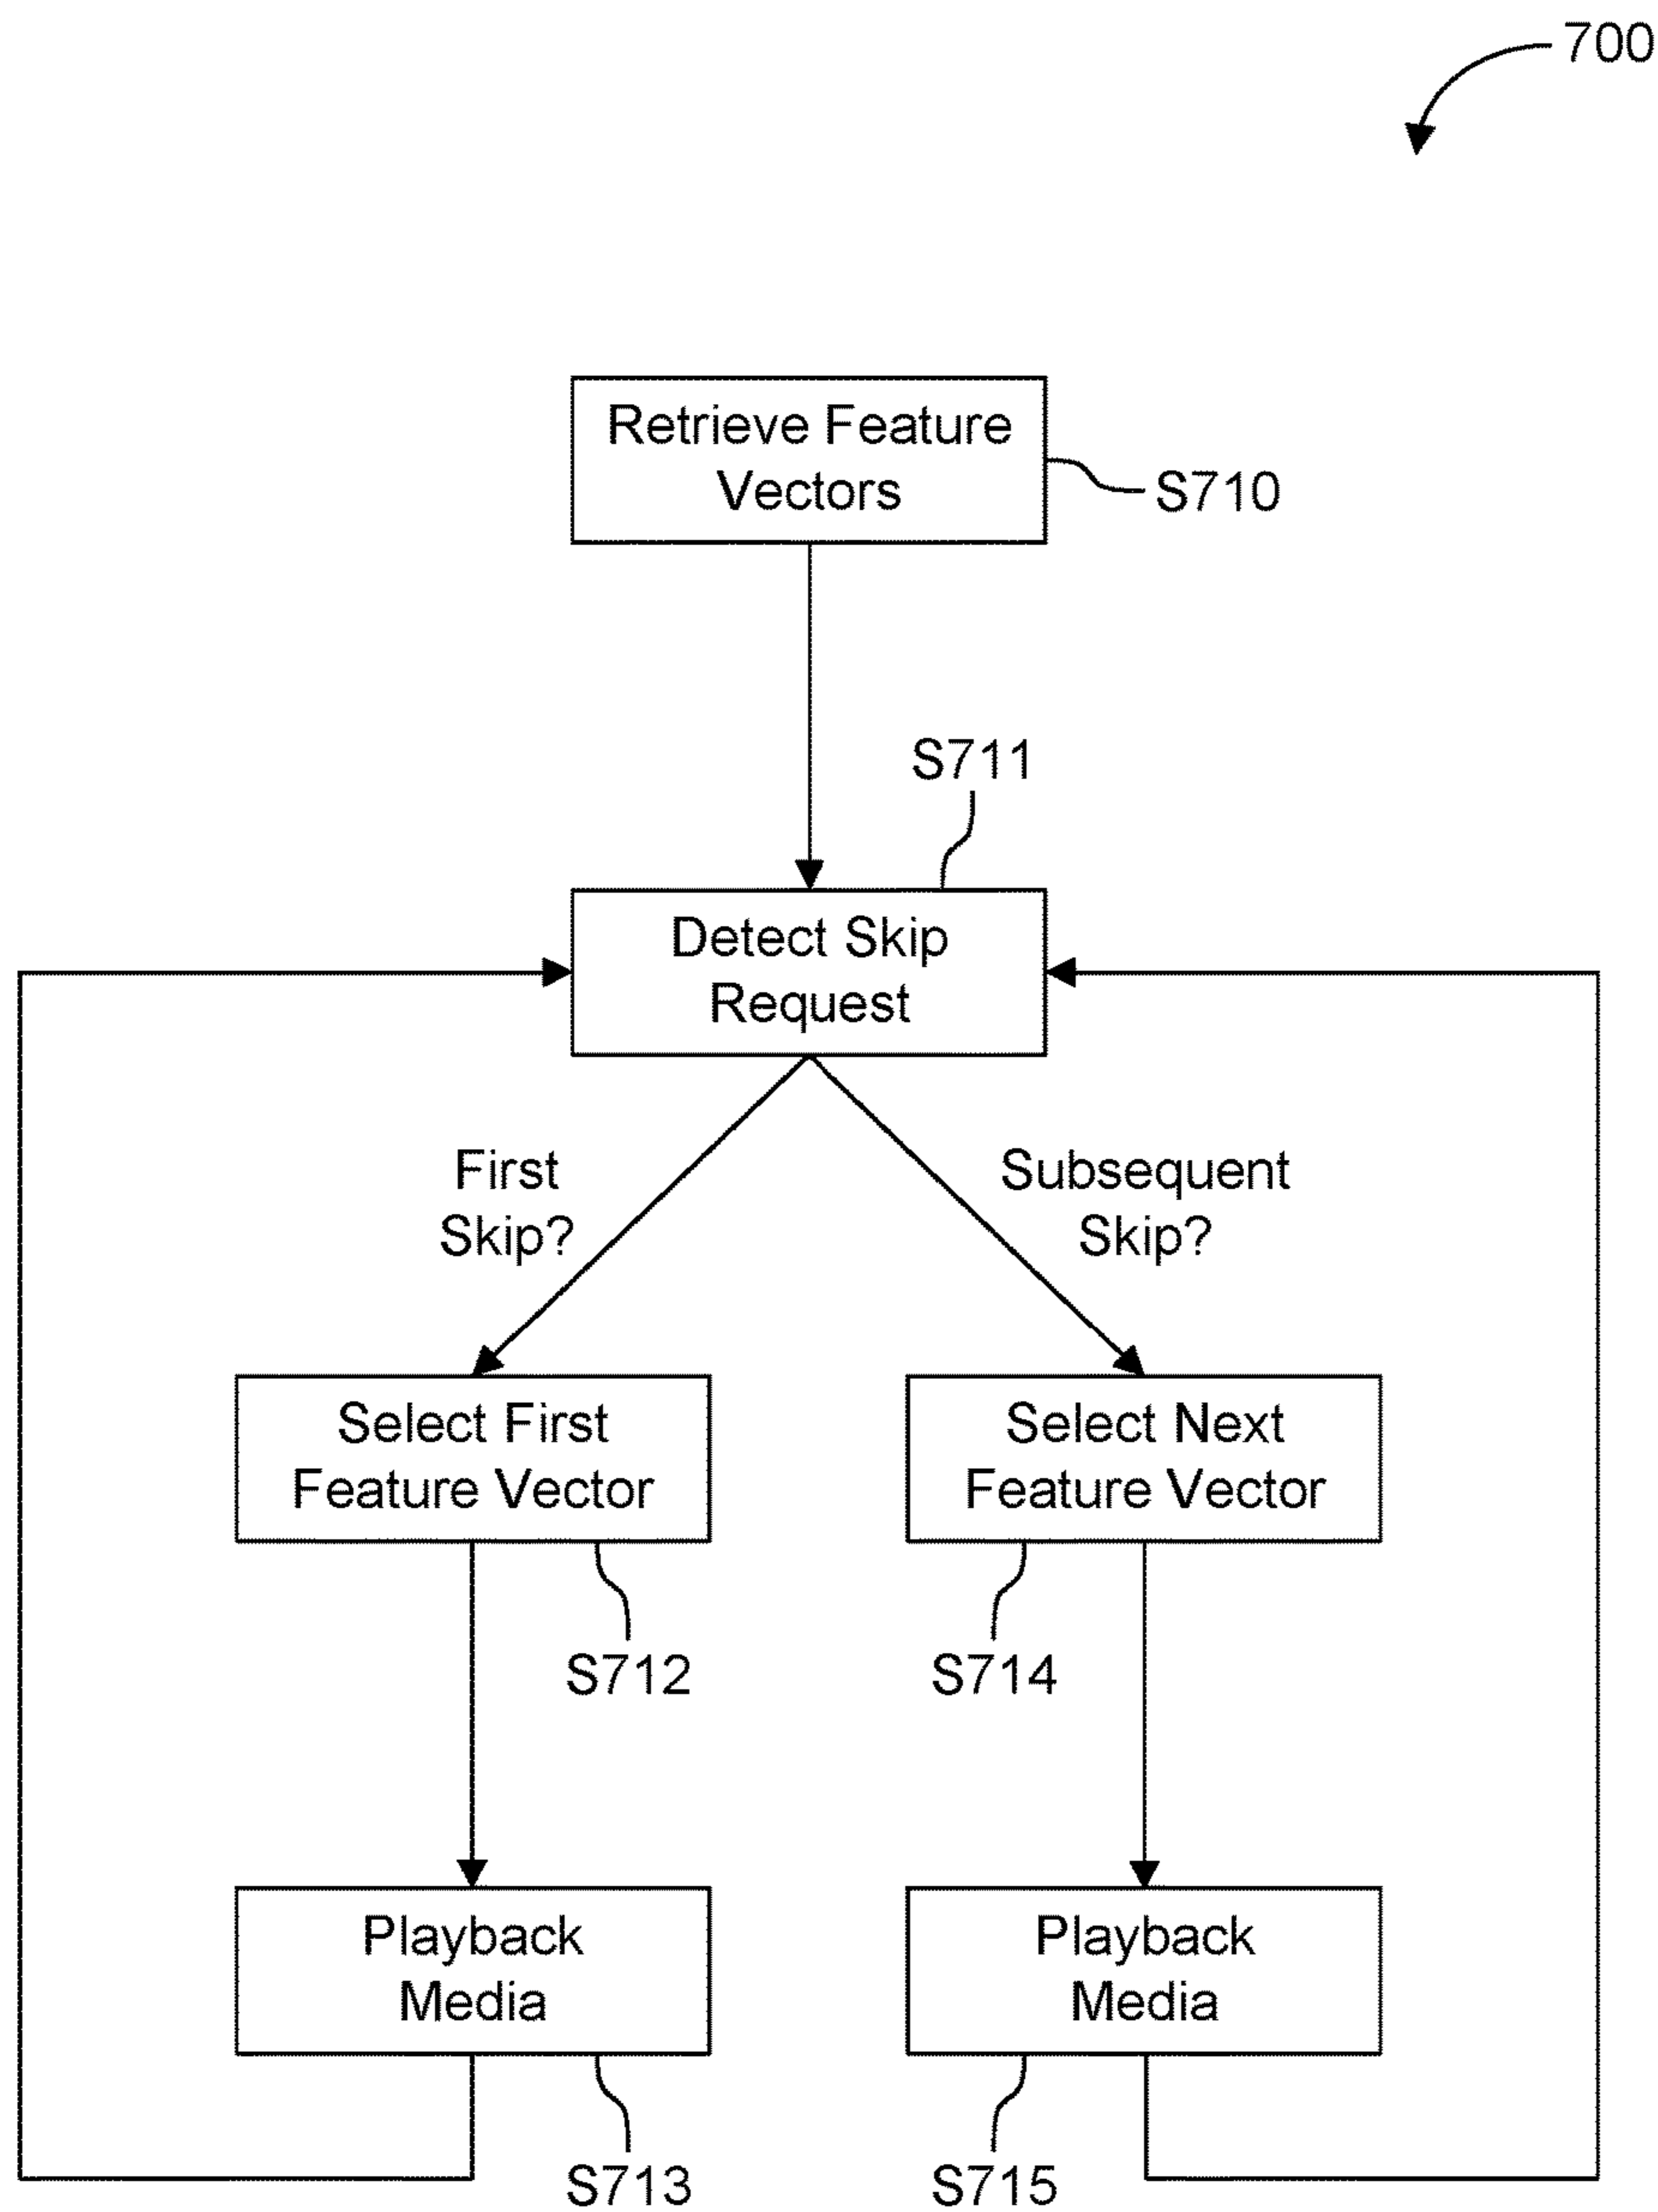 700
Retrieve Feature
Vectors
S710
S711
Detect Skip
Request
First
Skip?
Subsequent
Skip?
Select First
Feature Vector
Select Next
Feature Vector
S712
S714
Playback
Media
Playback
Media
S713
S715